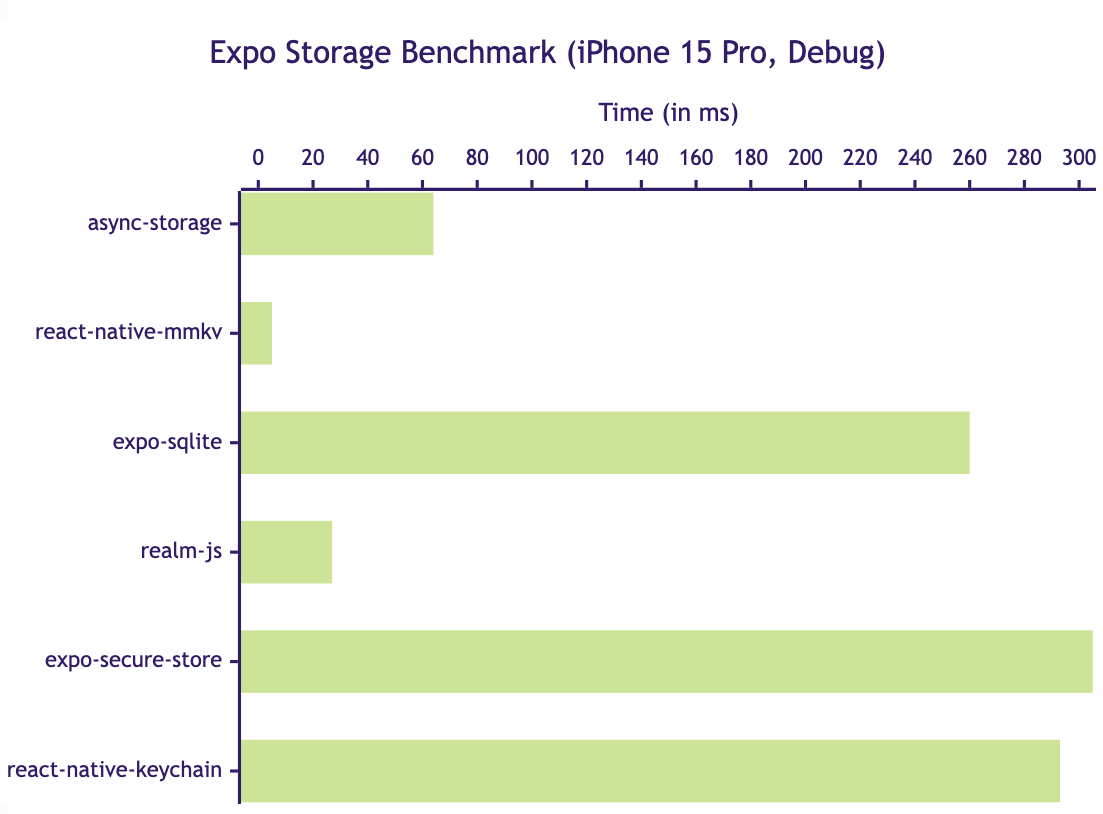 Expo Storage Benchmark (iPhone 15 Pro, Debug)
Time (in ms)
0 20 40 60 80 100 120 140 160 180 200 220 240 260 280 300
async-storage
react-native-mmkv
expo-sqlite
realm-js
expo-secure-store
react-native-keychain